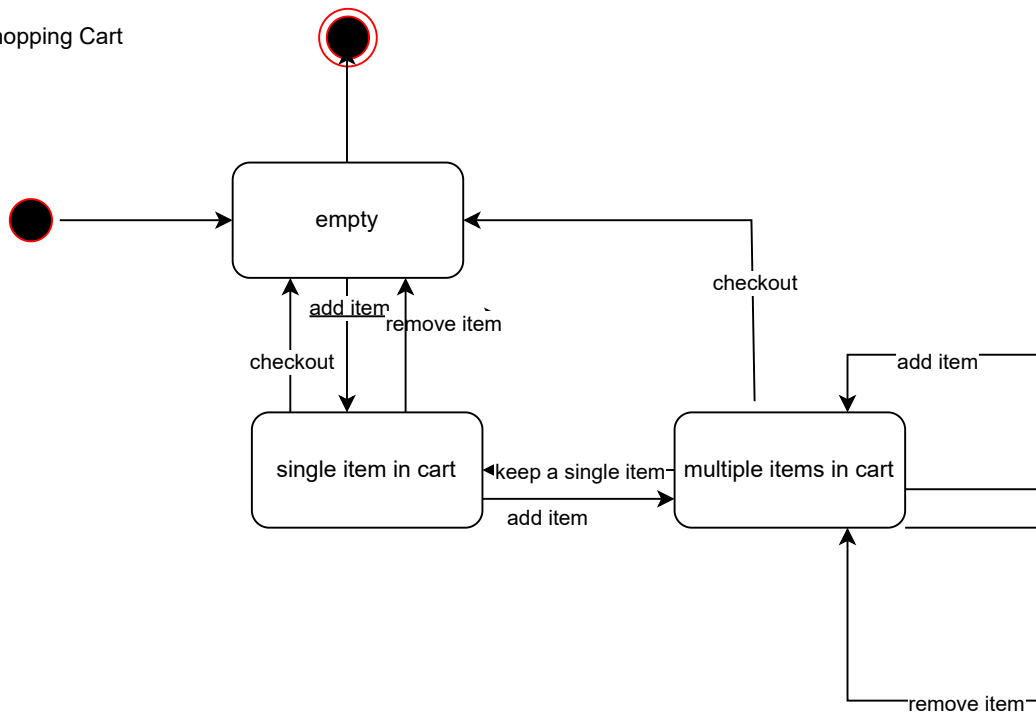 hopping Cart
empty
add item
remove item
checkout
checkout
add item
single item in cart
keep a single item
multiple items in cart
add item
remove item